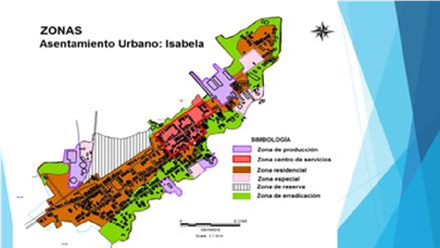 ZONAS
Asentamiento Urbano: Isabela
SIMBOLOGÍA
Zona de producción
Zona centro de servicios
Zona residencial
Zona especial
Zona de reserva
Zona de erradicación